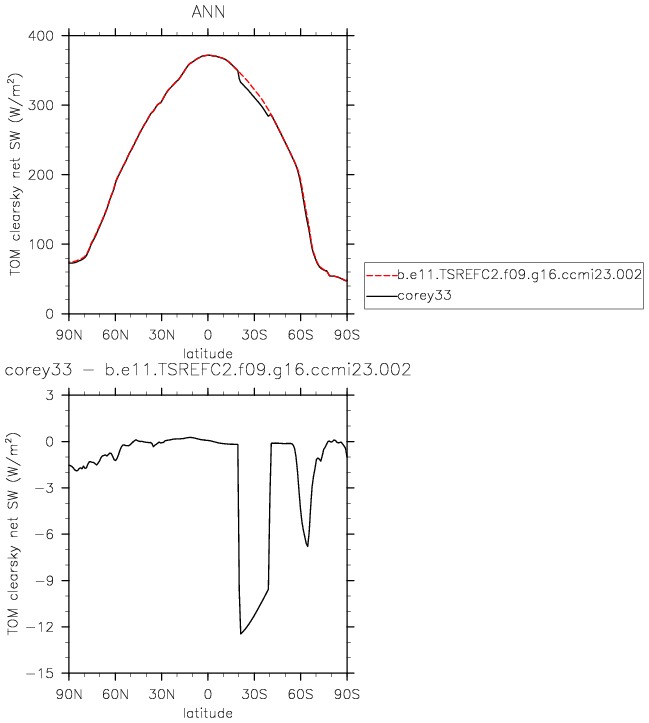 ANN
TOM clearsky net SW (W/m²)
400
300
200
100
0
90N 60N 30N 0 30S 60S 90S
latitude
b.e11.TSREFC2.f09.g16.ccmi23.002
corey33
corey33 − b.e11.TSREFC2.f09.g16.ccmi23.002
TOM clearsky net SW (W/m²)
3
0
−3
−6
−9
−12
−15
90N 60N 30N 0 30S 60S 90S
latitude